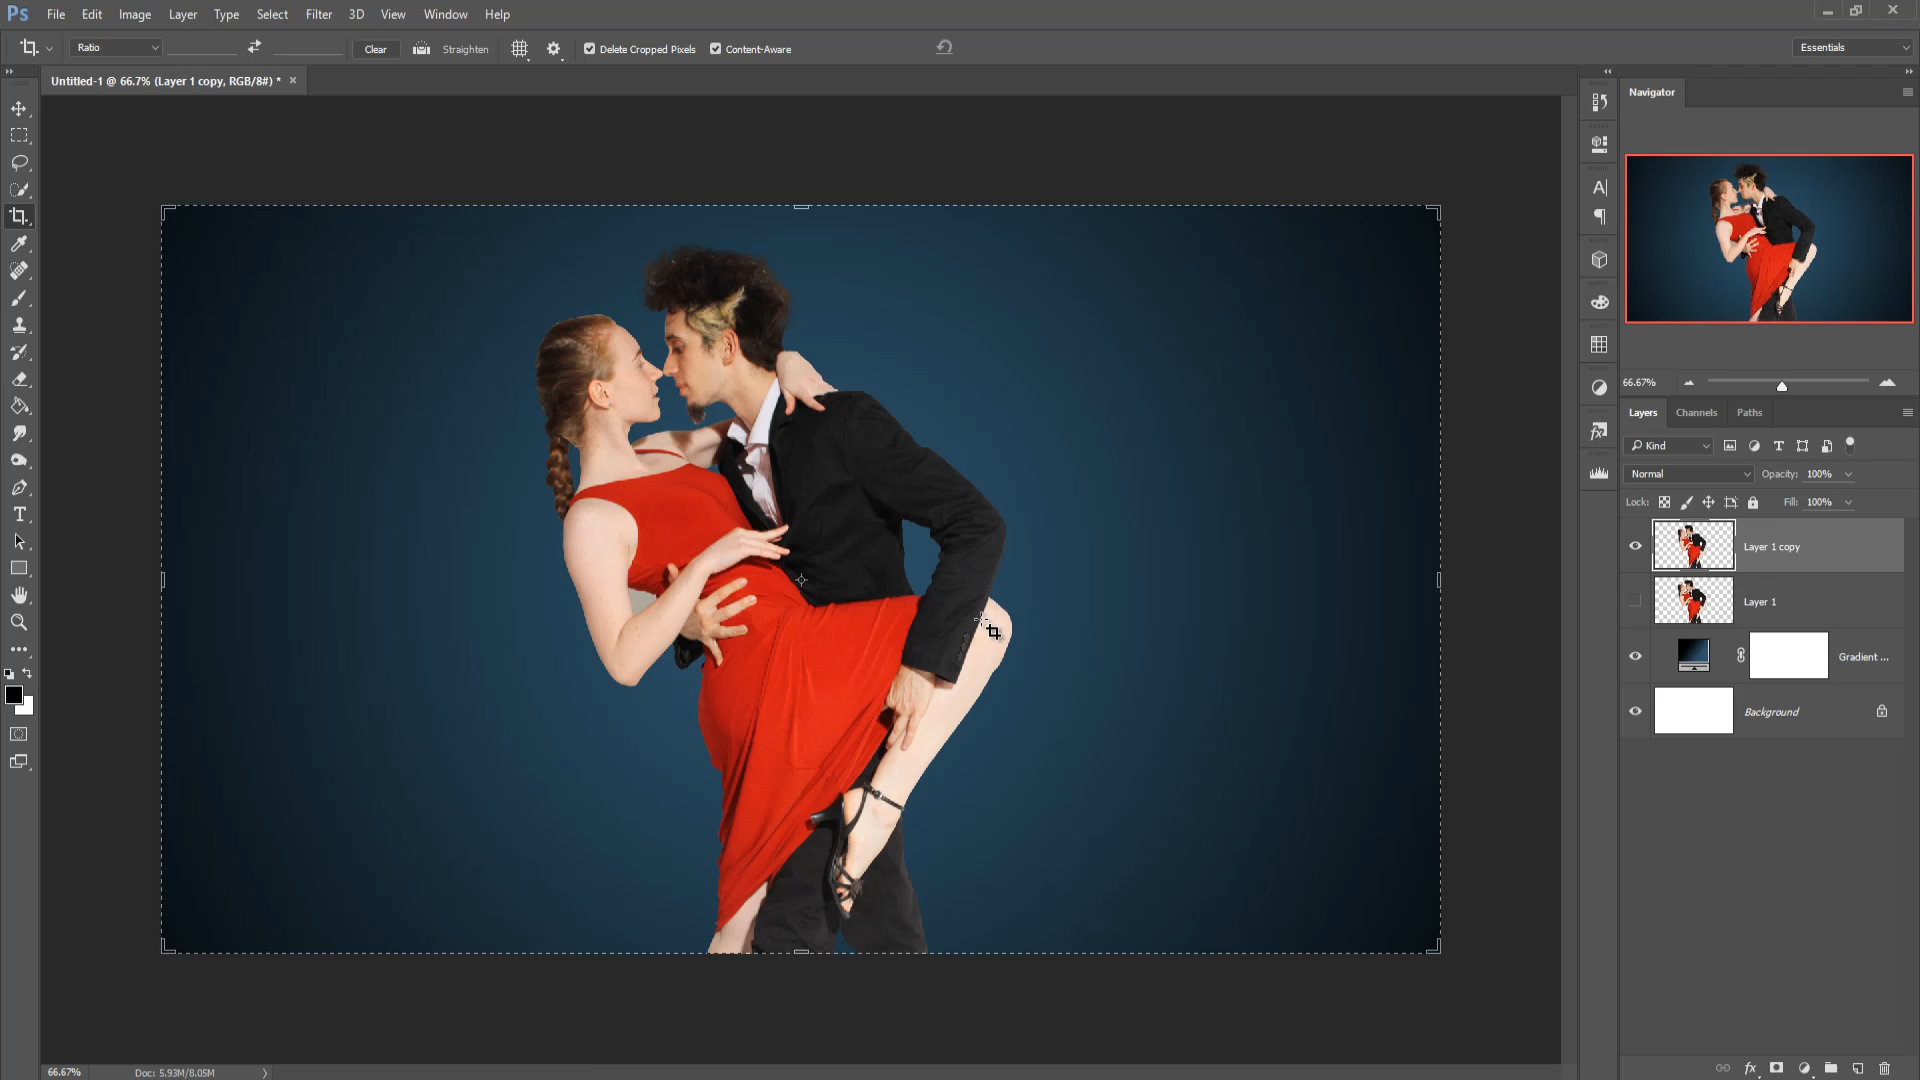 Ps File Edit Image Layer Type Select Filter 3D View Window Help
Ratio Clear Straighten Delete Cropped Pixels Content-Aware Essentials
Untitled-1 @ 66.7% (Layer 1 copy, RGB/8#) * ×
Navigator
66.67%
Layers Channels Paths
Kind
Normal Opacity: 100%
Lock: Fill: 100%
Layer 1 copy
Layer 1
Gradient ...
Background
66.67% Doc: 5.93M/8.05M